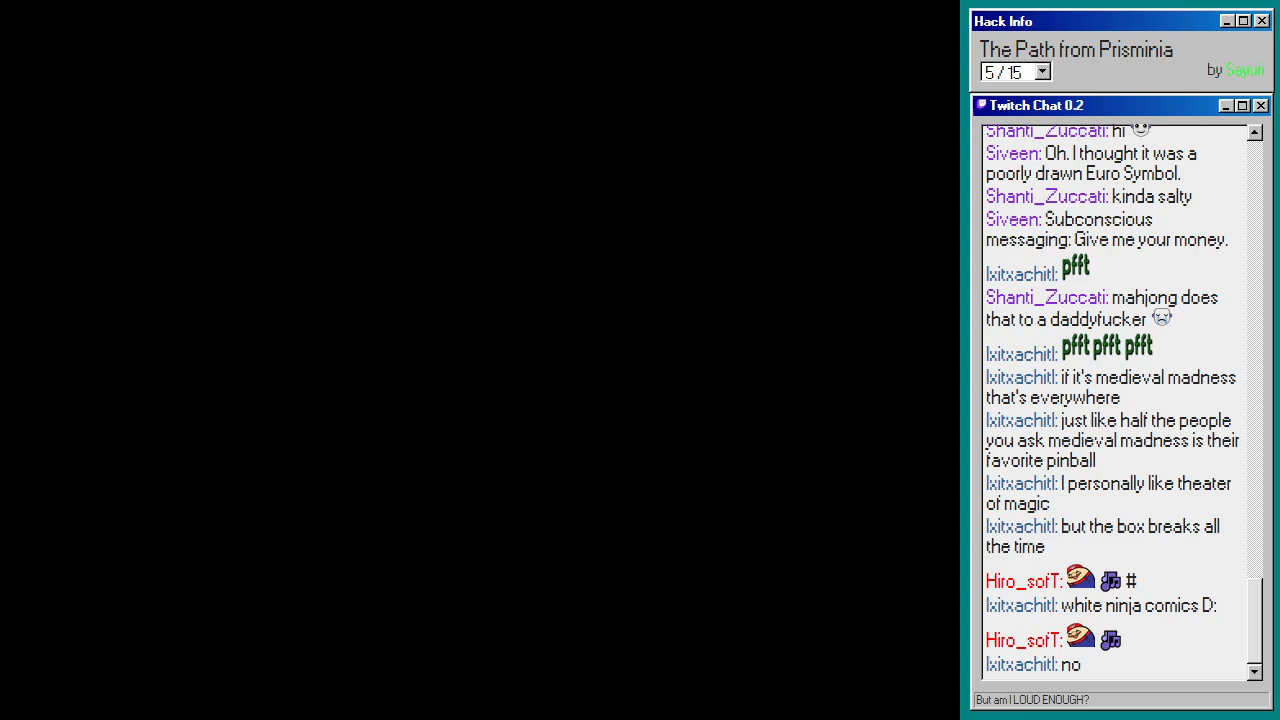 Hack Info
The Path from Prisminia
5 / 15
by Sayuri
Twitch Chat 0.2
Shanti_Zuccati: hi
Siveen: Oh. I thought it was a
poorly drawn Euro Symbol.
Shanti_Zuccati: kinda salty
Siveen: Subconscious
messaging: Give me your money.
Ixitxachitl: pfft
Shanti_Zuccati: mahjong does
that to a daddyfucker
Ixitxachitl: pfft pfft pfft
Ixitxachitl: if it's medieval madness
that's everywhere
Ixitxachitl: just like half the people
you ask medieval madness is their
favorite pinball
Ixitxachitl: I personally like theater
of magic
Ixitxachitl: but the box breaks all
the time
Hiro_sofT: #
Ixitxachitl: white ninja comics D:
Hiro_sofT:
Ixitxachitl: no
But am I LOUD ENOUGH?